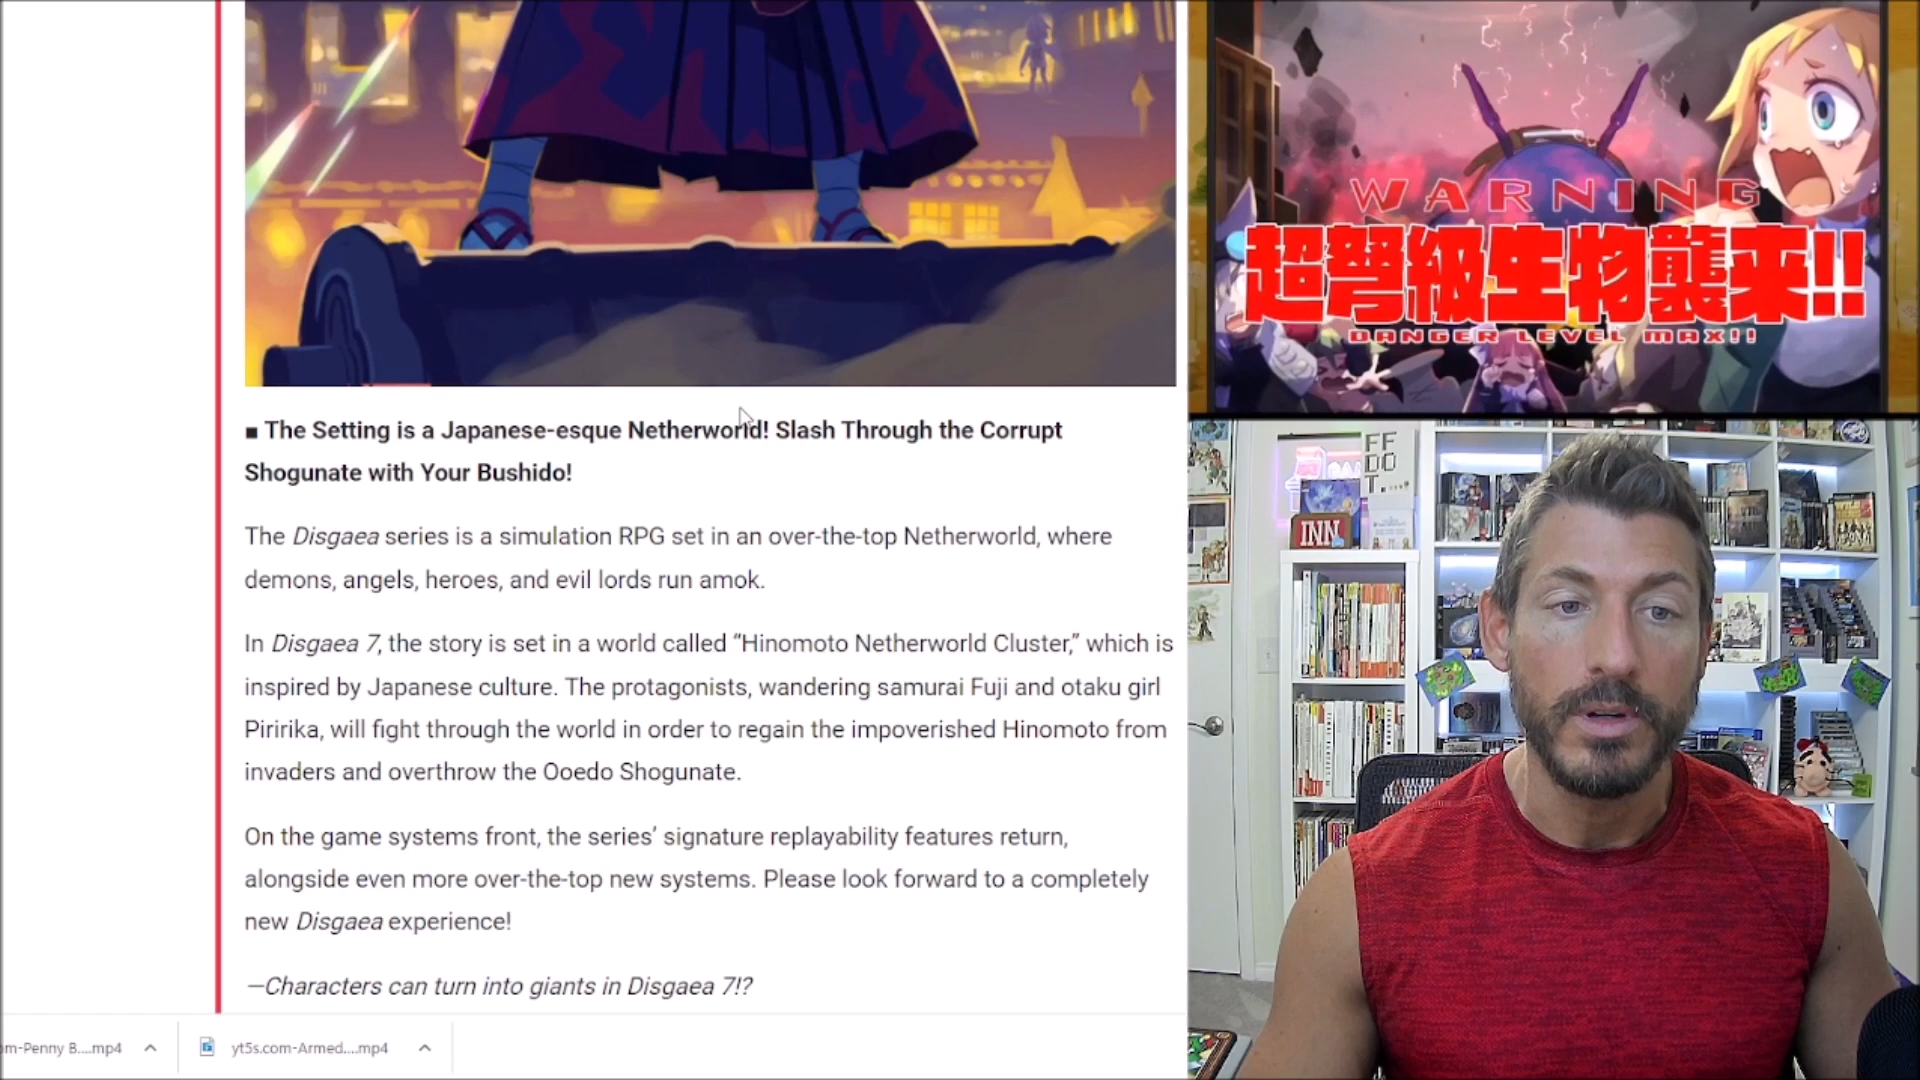 ■ The Setting is a Japanese-esque Netherworld! Slash Through the Corrupt
Shogunate with Your Bushido!
The Disgaea series is a simulation RPG set in an over-the-top Netherworld, where
demons, angels, heroes, and evil lords run amok.
In Disgaea 7, the story is set in a world called “Hinomoto Netherworld Cluster,” which is
inspired by Japanese culture. The protagonists, wandering samurai Fuji and otaku girl
Piririka, will fight through the world in order to regain the impoverished Hinomoto from
invaders and overthrow the Ooedo Shogunate.
On the game systems front, the series’ signature replayability features return,
alongside even more over-the-top new systems. Please look forward to a completely
new Disgaea experience!
—Characters can turn into giants in Disgaea 7!?
om-Penny B....mp4
yt5s.com-Armed....mp4
WARNING
超弩級生物襲来!!
DANGER LEVEL MAX!!
FF
DO
T...
INN